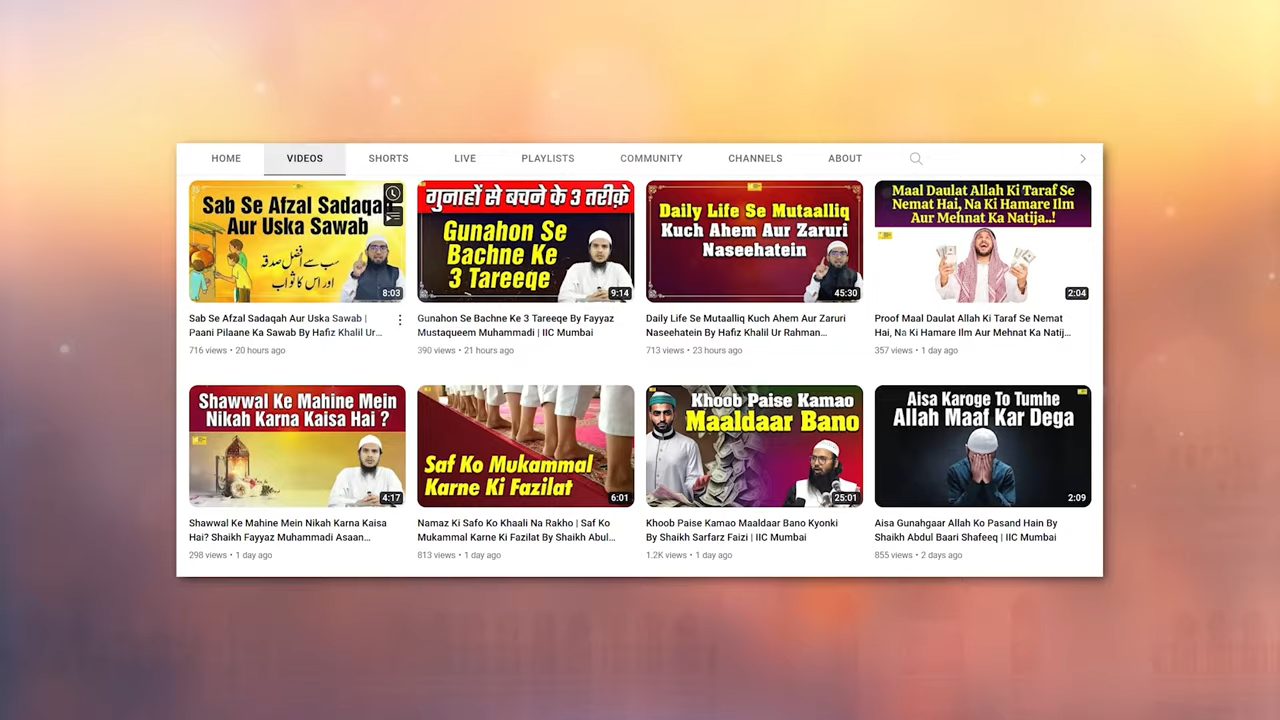 HOME VIDEOS SHORTS LIVE PLAYLISTS COMMUNITY CHANNELS ABOUT
Sab Se Afzal Sadaqah
Aur Uska Sawab
سب سے افضل صدقہ
اور اس کا ثواب
8:03
Sab Se Afzal Sadaqah Aur Uska Sawab |
Paani Pilaane Ka Sawab By Hafiz Khalil Ur...
716 views • 20 hours ago
गुनाहों से बचने के 3 तरीक़े
Gunahon Se
Bachne Ke
3 Tareeqe
9:14
Gunahon Se Bachne Ke 3 Tareeqe By Fayyaz
Mustaqueem Muhammadi | IIC Mumbai
390 views • 21 hours ago
Daily Life Se Mutaalliq
Kuch Ahem Aur Zaruri
Naseehatein
45:30
Daily Life Se Mutaalliq Kuch Ahem Aur Zaruri
Naseehatein By Hafiz Khalil Ur Rahman...
713 views • 23 hours ago
Maal Daulat Allah Ki Taraf Se
Nemat Hai, Na Ki Hamare Ilm
Aur Mehnat Ka Natija..!
2:04
Proof Maal Daulat Allah Ki Taraf Se Nemat
Hai, Na Ki Hamare Ilm Aur Mehnat Ka Natij...
357 views • 1 day ago
Shawwal Ke Mahine Mein
Nikah Karna Kaisa Hai ?
4:17
Shawwal Ke Mahine Mein Nikah Karna Kaisa
Hai? Shaikh Fayyaz Muhammadi Asaan...
298 views • 1 day ago
Saf Ko Mukammal
Karne Ki Fazilat
6:01
Namaz Ki Safo Ko Khaali Na Rakho | Saf Ko
Mukammal Karne Ki Fazilat By Shaikh Abul...
813 views • 1 day ago
Khoob Paise Kamao
Maaldaar Bano
25:01
Khoob Paise Kamao Maaldaar Bano Kyonki
By Shaikh Sarfarz Faizi | IIC Mumbai
1.2K views • 1 day ago
Aisa Karoge To Tumhe
Allah Maaf Kar Dega
2:09
Aisa Gunahgaar Allah Ko Pasand Hain By
Shaikh Abdul Baari Shafeeq | IIC Mumbai
855 views • 2 days ago